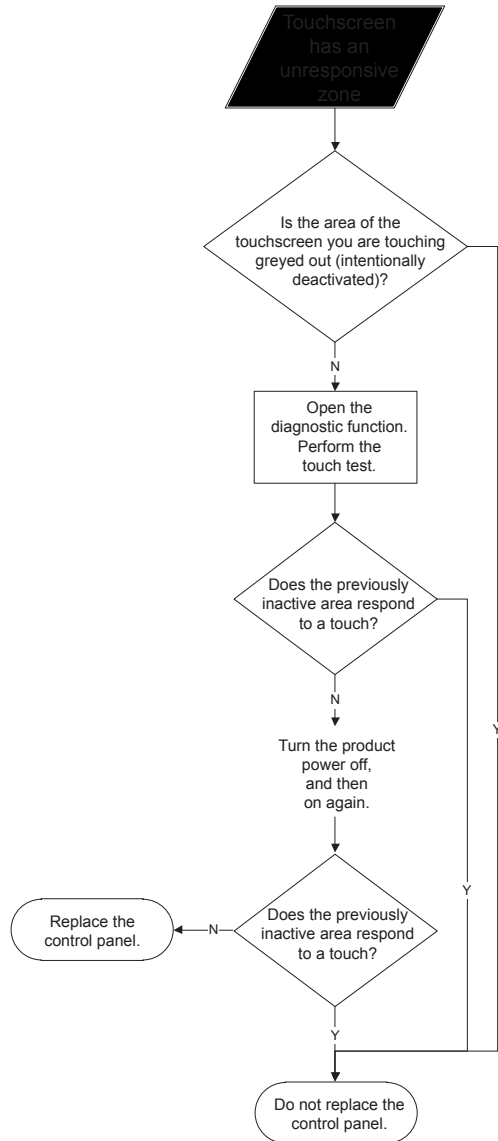 Touchscreen
has an
unresponsive
zone
Is the area of the
touchscreen you are touching
greyed out (intentionally
deactivated)?
N
Open the
diagnostic function.
Perform the
touch test.
Does the previously
inactive area respond
to a touch?
N
Y
Turn the product
power off,
and then
on again.
Y
Replace the
control panel.
N
Does the previously
inactive area respond
to a touch?
Y
Do not replace the
control panel.